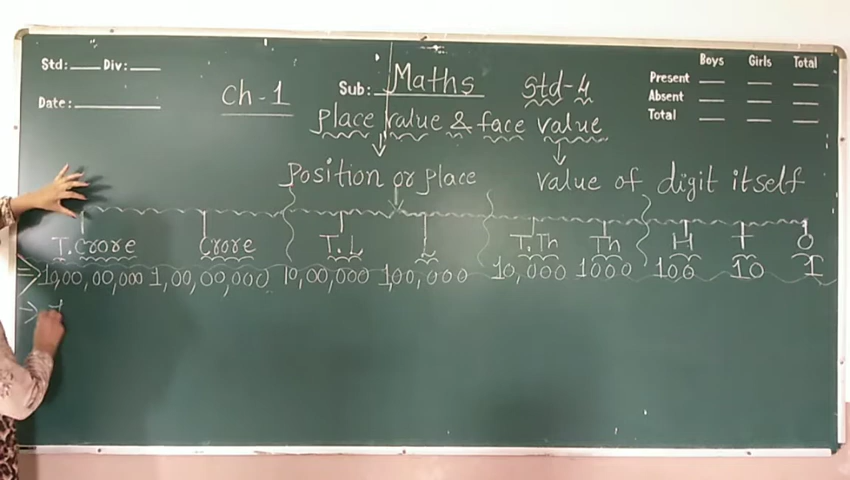 Std: Div:
Date:
Ch-1
Sub: Maths
Std-4
Boys Girls Total
Present
Absent
Total
place value & face value
position or place
value of digit itself
T.Crore Crore T.L L T.Th Th H T O
10,00,00,000 1,00,00,000 10,00,000 1,00,000 10,000 1000 100 10 1